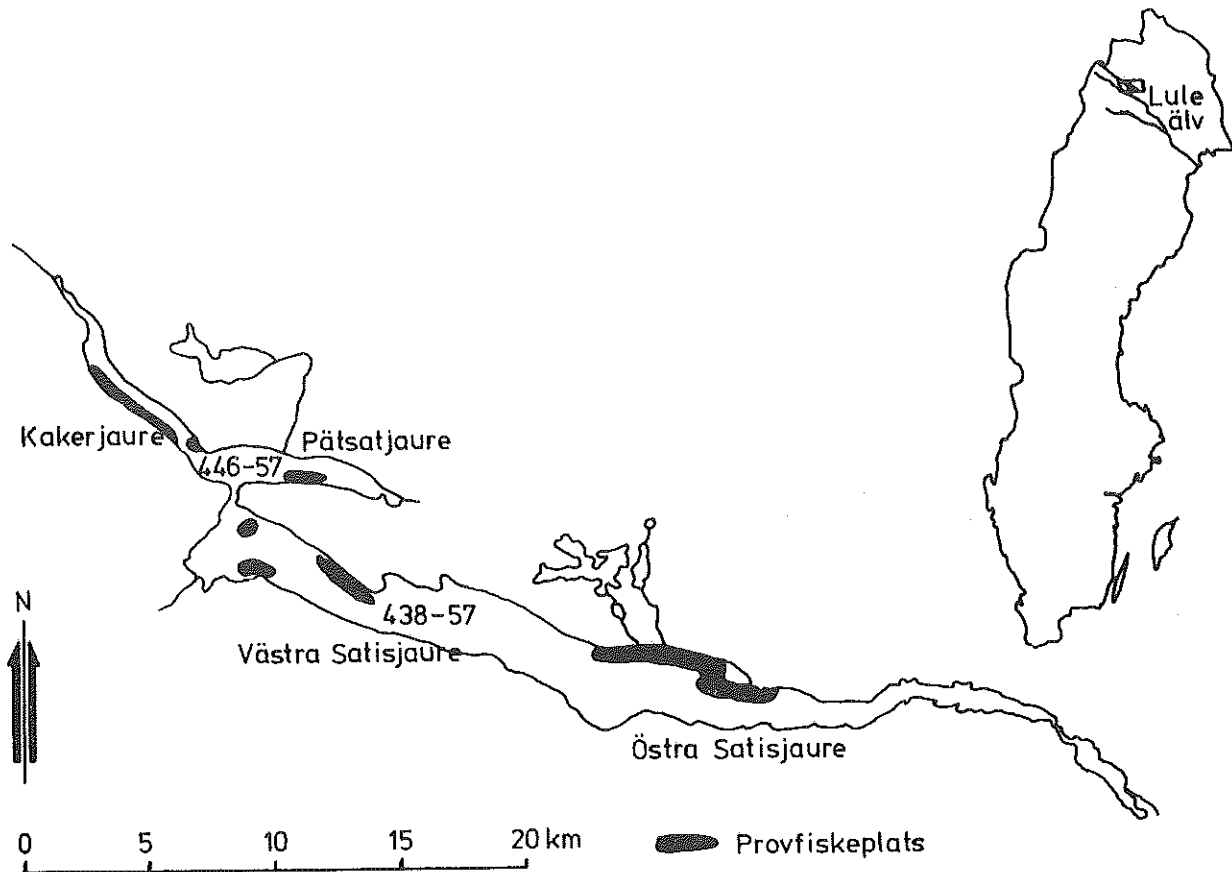 Lule
älv
Kakerjaure
Pätsatjaure
446-57
438-57
Västra Satisjaure
Östra Satisjaure
N
0 5 10 15 20 km
Provfiskeplats